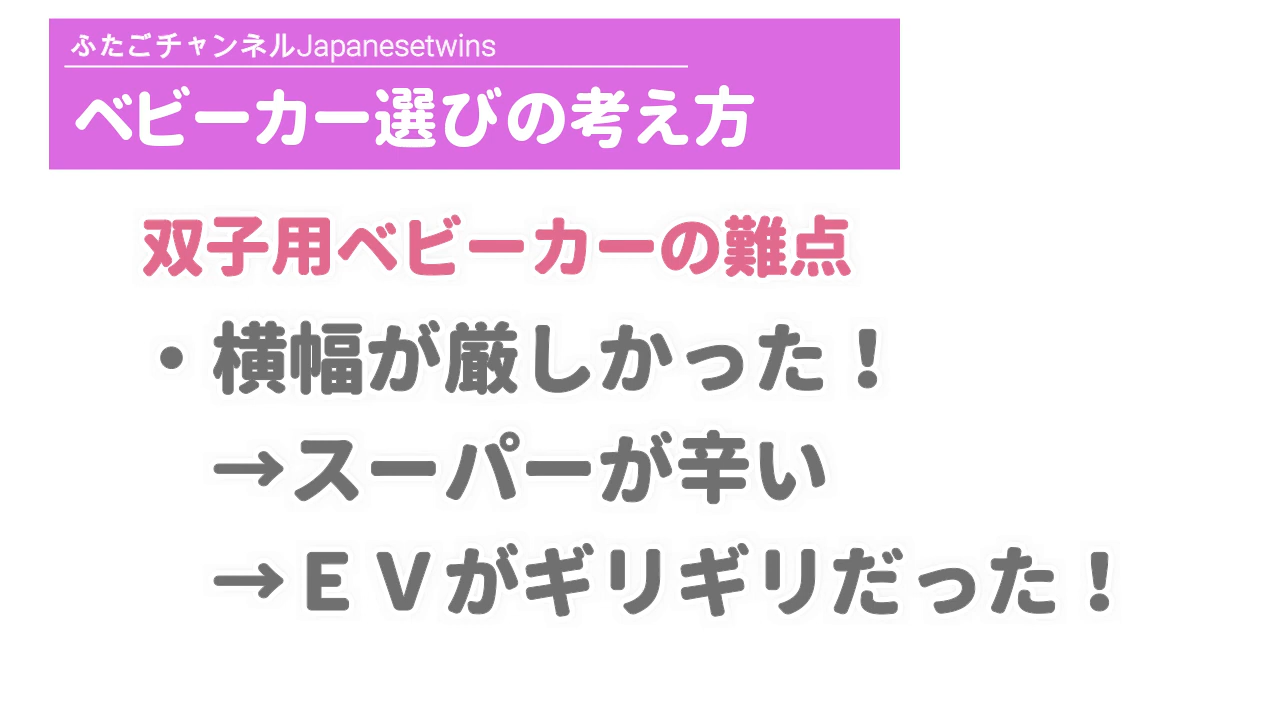 ふたごチャンネルJapanesetwins
ベビーカー選びの考え方
双子用ベビーカーの難点
・横幅が厳しかった！
→スーパーが辛い
→ＥＶがギリギリだった！